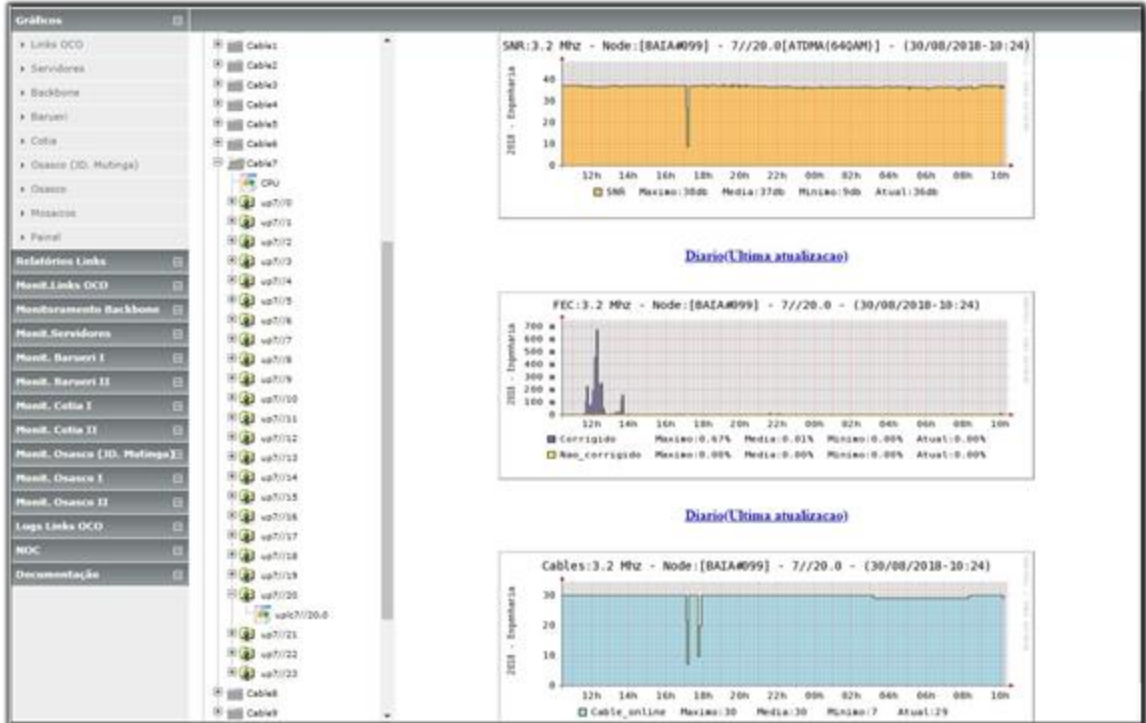 Gráficos
Links OCO
Servidores
Backbone
Barueri
Cotia
Osasco (JD. Mutinga)
Osasco
Mosaicos
Painel
Relatórios Links
Monit.Links OCO
Monitoramento Backbone
Monit.Servidores
Monit. Barueri I
Monit. Barueri II
Monit. Cotia I
Monit. Cotia II
Monit. Osasco (JD. Mutinga)
Monit. Osasco I
Monit. Osasco II
Logs Links OCO
NOC
Documentação
Cable1
Cable2
Cable3
Cable4
Cable5
Cable6
Cable7
CPU
up7//0
up7//1
up7//2
up7//3
up7//4
up7//5
up7//6
up7//7
up7//8
up7//9
up7//10
up7//11
up7//12
up7//13
up7//14
up7//15
up7//16
up7//17
up7//18
up7//19
up7//20
uplc7//20.0
up7//21
up7//22
up7//23
Cable8
Cable9
SNR:3.2 Mhz - Node:[BAIA#099] - 7//20.0[ATDMA(64QAM)] - (30/08/2018-10:24)
2018 - Engenharia
40
30
20
10
0
12h 14h 16h 18h 20h 22h 00h 02h 04h 06h 08h 10h
SNR Maximo:38db Media:37db Minimo:9db Atual:36db
Diario(Ultima atualizacao)
FEC:3.2 Mhz - Node:[BAIA#099] - 7//20.0 - (30/08/2018-10:24)
2018 - Engenharia
700 m
600 m
500 m
400 m
300 m
200 m
100 m
0
12h 14h 16h 18h 20h 22h 00h 02h 04h 06h 08h 10h
Corrigido Maximo:0.67% Media:0.01% Minimo:0.00% Atual:0.00%
Nao_corrigido Maximo:0.00% Media:0.00% Minimo:0.00% Atual:0.00%
Diario(Ultima atualizacao)
Cables:3.2 Mhz - Node:[BAIA#099] - 7//20.0 - (30/08/2018-10:24)
2018 - Engenharia
30
20
10
0
12h 14h 16h 18h 20h 22h 00h 02h 04h 06h 08h 10h
Cable_online Maximo:30 Media:30 Minimo:7 Atual:29